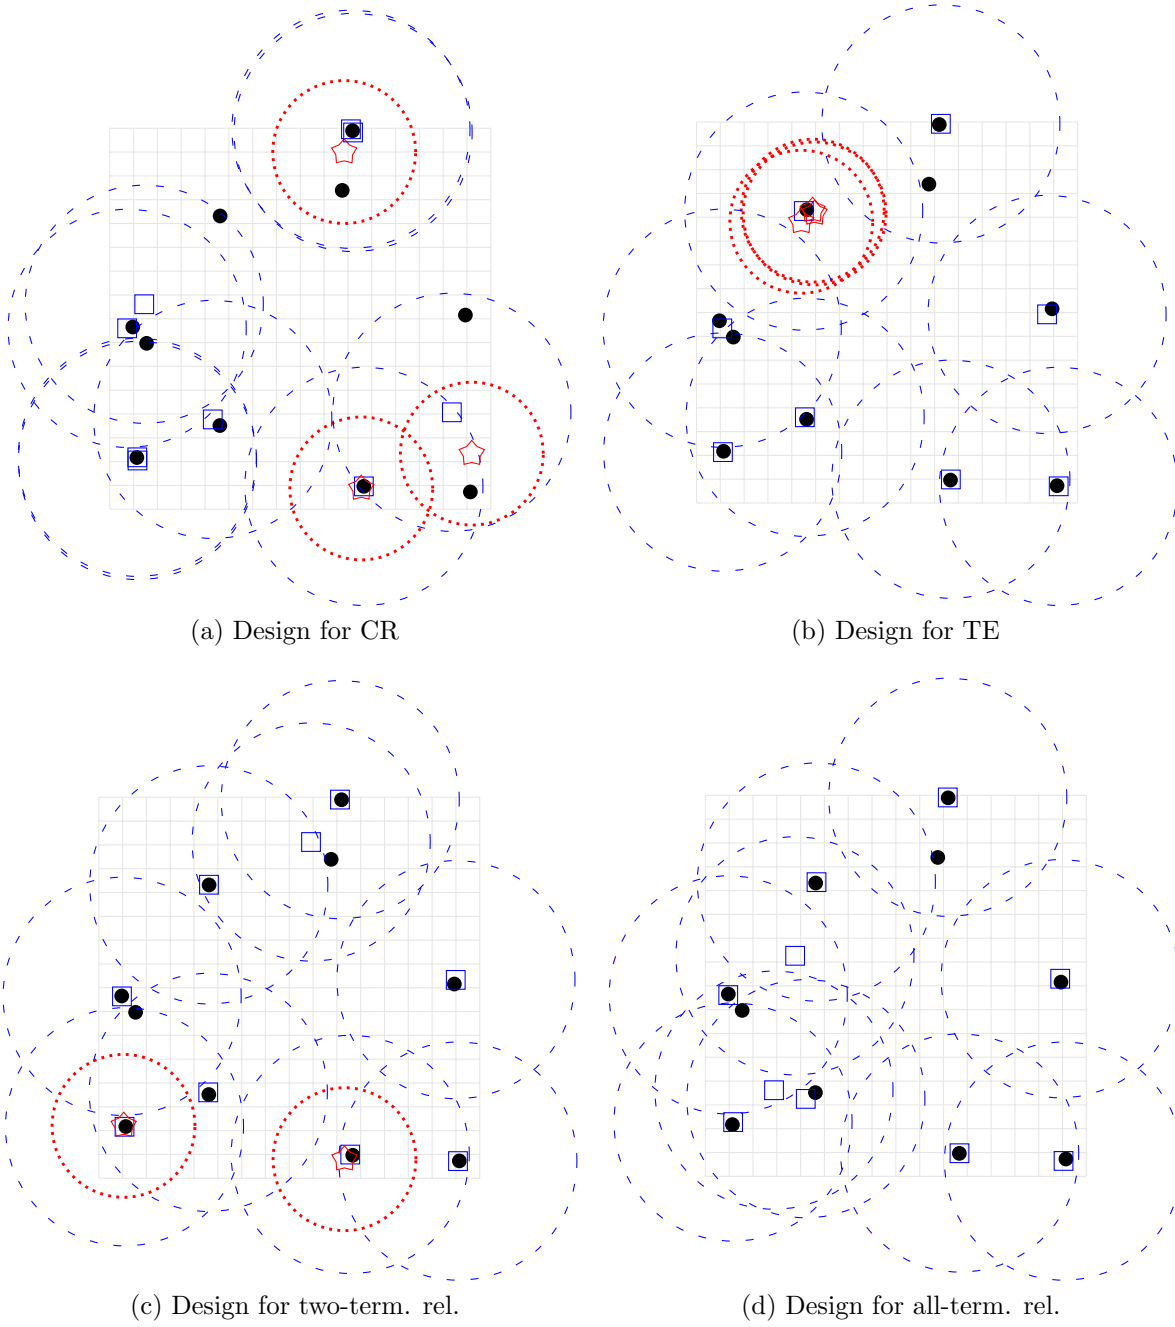 (a) Design for CR
(b) Design for TE
(c) Design for two-term. rel.
(d) Design for all-term. rel.